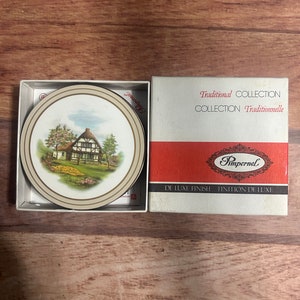 Traditional COLLECTION
COLLECTION Traditionnelle
Pimpernel
DE LUXE FINISH FINITION DE LUXE